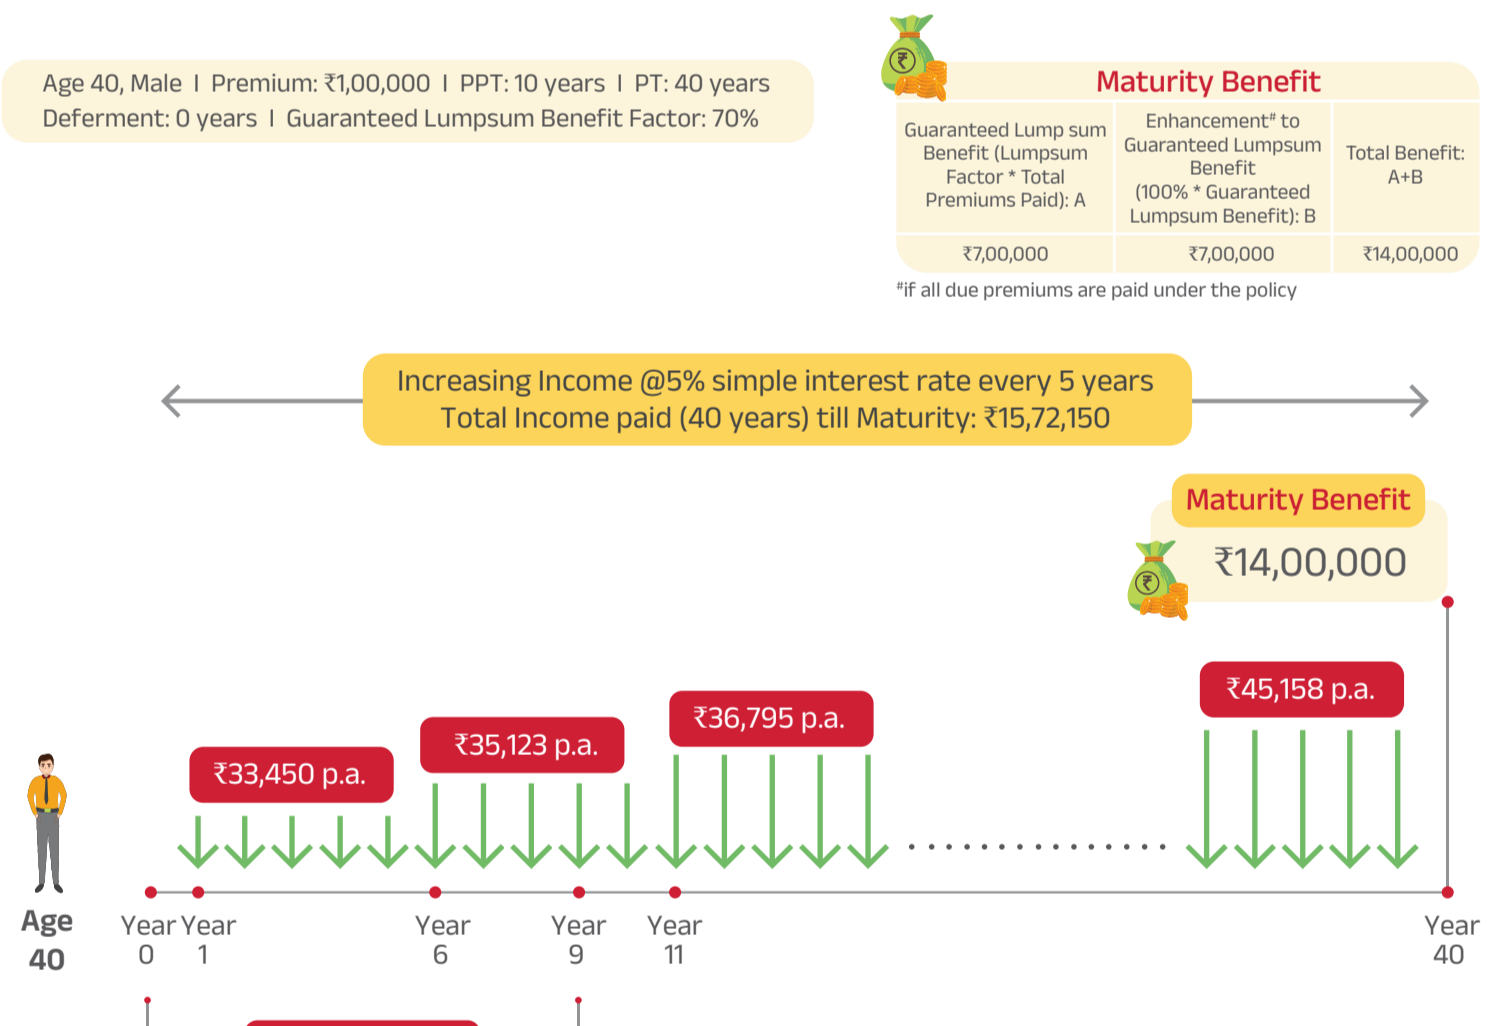 Age 40, Male I Premium: ₹1,00,000 I PPT: 10 years I PT: 40 years
Deferment: 0 years I Guaranteed Lumpsum Benefit Factor: 70%
Maturity Benefit
Guaranteed Lump sum
Benefit (Lumpsum
Factor * Total
Premiums Paid): A
Enhancement# to
Guaranteed Lumpsum
Benefit
(100% * Guaranteed
Lumpsum Benefit): B
Total Benefit:
A+B
₹7,00,000
₹7,00,000
₹14,00,000
#if all due premiums are paid under the policy
Increasing Income @5% simple interest rate every 5 years
Total Income paid (40 years) till Maturity: ₹15,72,150
Maturity Benefit
₹14,00,000
₹45,158 p.a.
₹36,795 p.a.
₹35,123 p.a.
₹33,450 p.a.
Age
40
Year
0
Year
1
Year
6
Year
9
Year
11
Year
40